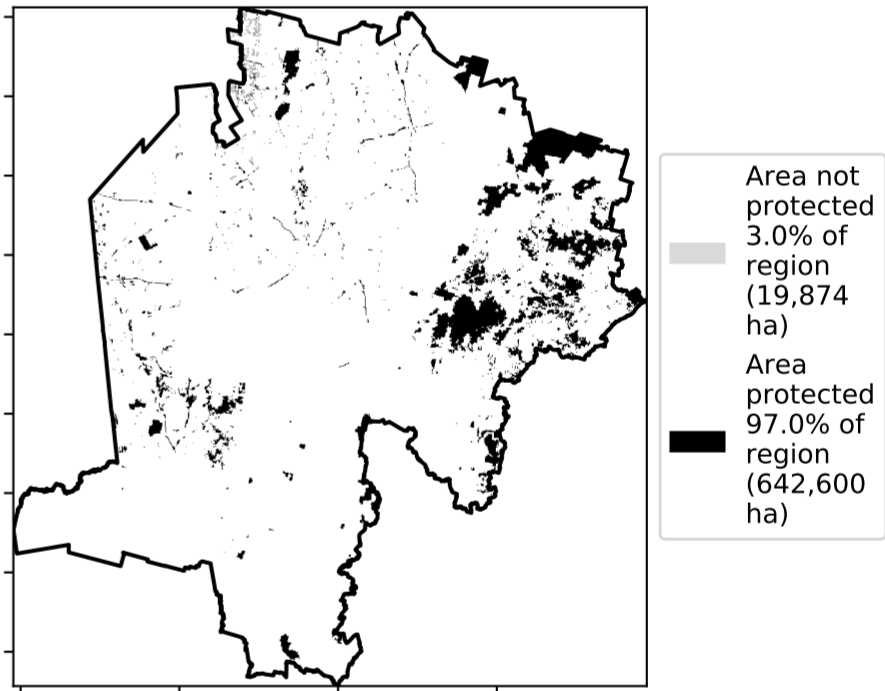 Area not
protected
3.0% of
region
(19,874
ha)
Area
protected
97.0% of
region
(642,600
ha)